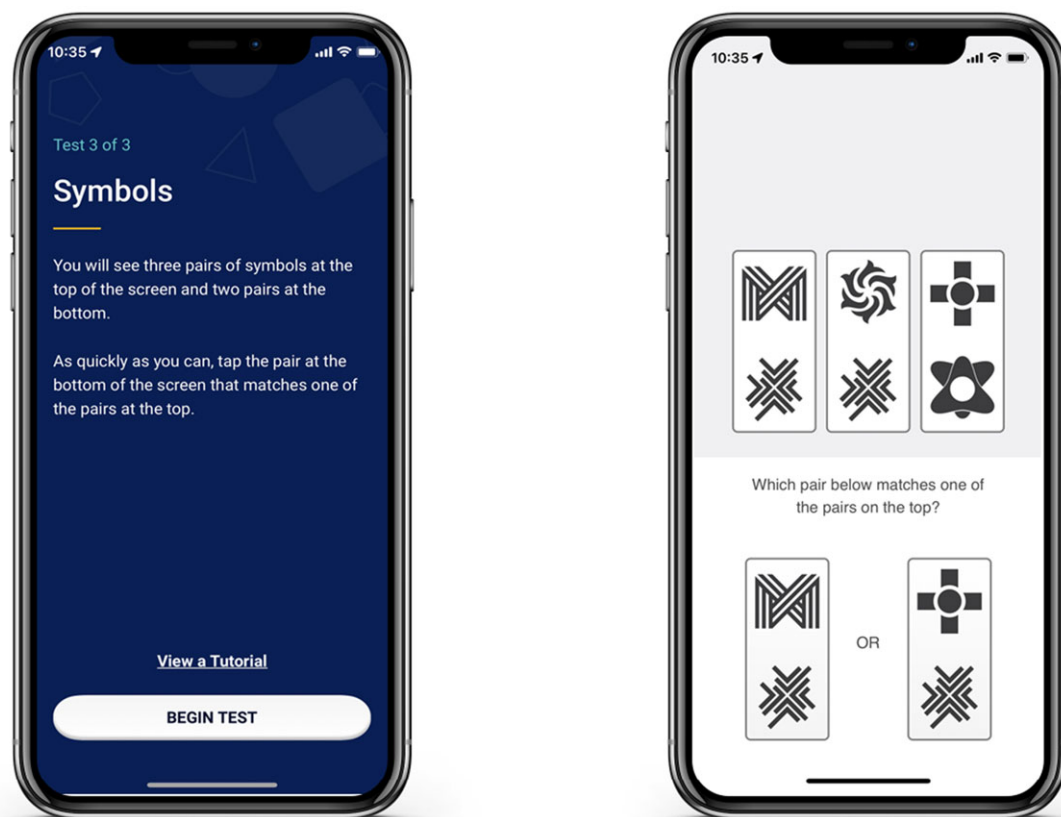 10:35
Test 3 of 3
Symbols
You will see three pairs of symbols at the
top of the screen and two pairs at the
bottom.
As quickly as you can, tap the pair at the
bottom of the screen that matches one of
the pairs at the top.
View a Tutorial
BEGIN TEST
10:35
Which pair below matches one of
the pairs on the top?
OR